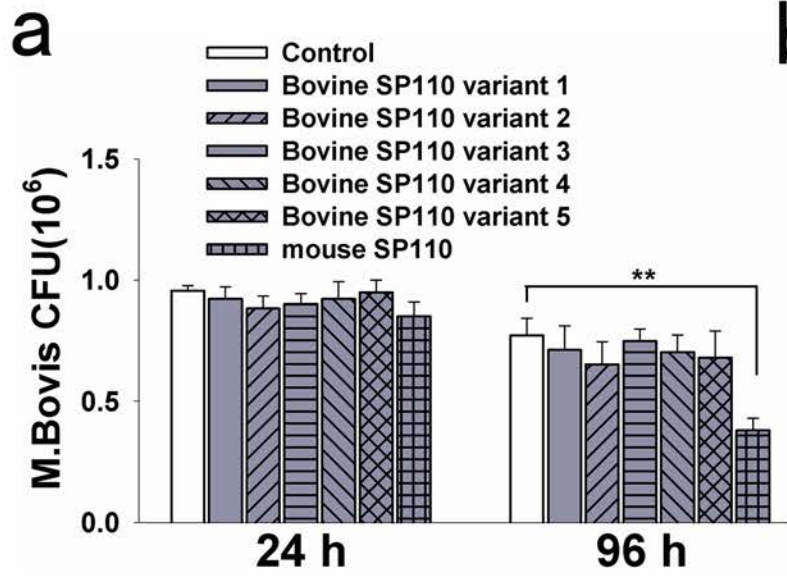 a
Control
Bovine SP110 variant 1
Bovine SP110 variant 2
Bovine SP110 variant 3
Bovine SP110 variant 4
Bovine SP110 variant 5
mouse SP110
M.Bovis CFU(10⁶)
1.5
1.0
0.5
0.0
**
24 h
96 h